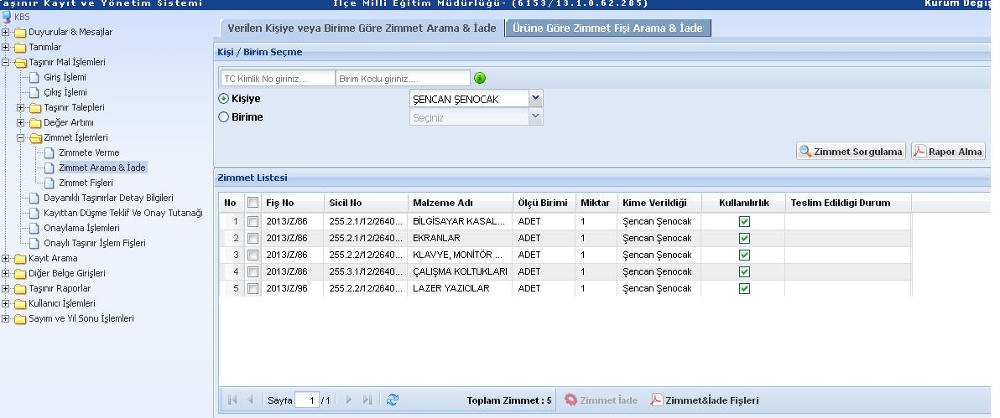 Taşınır Kayıt ve Yönetim Sistemi
İlçe Milli Eğitim Müdürlüğü- (6153/13.1.0.62.285)
Kurum Değiş
KBS
Duyurular & Mesajlar
Tanımlar
Taşınır Mal İşlemleri
Giriş İşlemi
Çıkış İşlemi
Taşınır Talepleri
Değer Artımı
Zimmet İşlemleri
Zimmete Verme
Zimmet Arama & İade
Zimmet Fişleri
Dayanıklı Taşınırlar Detay Bilgileri
Kayıttan Düşme Teklif Ve Onay Tutanağı
Onaylama İşlemleri
Onaylı Taşınır İşlem Fişleri
Kayıt Arama
Diğer Belge Girişleri
Taşınır Raporlar
Kullanıcı İşlemleri
Sayım ve Yıl Sonu İşlemleri
Verilen Kişiye veya Birime Göre Zimmet Arama & İade
Ürüne Göre Zimmet Fişi Arama & İade
Kişi / Birim Seçme
TC Kimlik No giriniz... Birim Kodu giriniz....
Kişiye ŞENCAN ŞENOCAK
Birime Seçiniz
Zimmet Sorgulama Rapor Alma
Zimmet Listesi
No Fiş No Sicil No Malzeme Adı Ölçü Birimi Miktar Kime Verildiği Kullanılırlık Teslim Edildigi Durum
1 2013/Z/86 255.2.1/12/2640... BİLGİSAYAR KASAL... ADET 1 Şencan Şenocak
2 2013/Z/86 255.2.1/12/2640... EKRANLAR ADET 1 Şencan Şenocak
3 2013/Z/86 255.2.1/12/2640... KLAVYE, MONİTÖR ... ADET 1 Şencan Şenocak
4 2013/Z/86 255.3.1/12/2640... ÇALIŞMA KOLTUKLARI ADET 1 Şencan Şenocak
5 2013/Z/96 255.2.2/12/2640... LAZER YAZICILAR ADET 1 Şencan Şenocak
Sayfa 1 /1 Toplam Zimmet : 5 Zimmet İade Zimmet&İade Fişleri